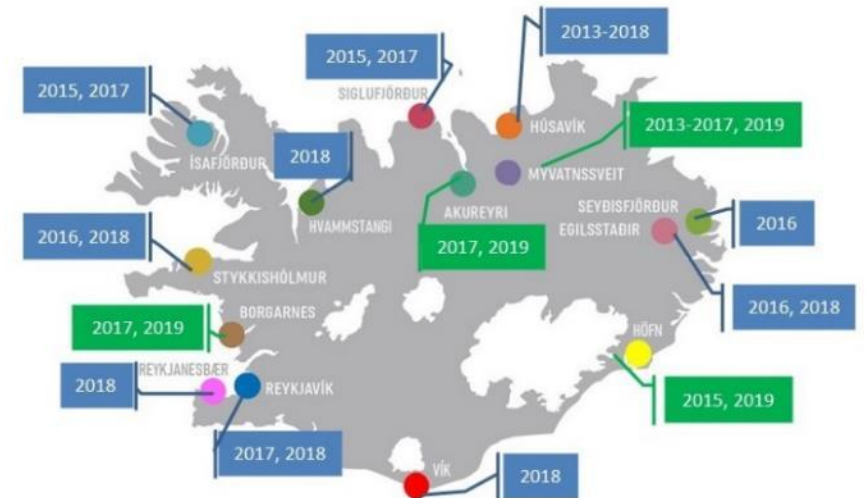 2013-2018
2015, 2017
SIGLUFJÖRÐUR
2015, 2017
HÚSAVÍK
2013-2017, 2019
ÍSAFJÖRÐUR
2018
MYVATNSSVEIT
HVAMMSTANGI
AKUREYRI
SEYÐISFJÖRÐUR
2016
EGILSSTAÐIR
2016, 2018
2017, 2019
STYKKISHÓLMUR
2016, 2018
BORGARNES
2017, 2019
HÖFN
REYKJANESBÆR
2018
REYKJAVÍK
2015, 2019
2017, 2018
VÍK
2018